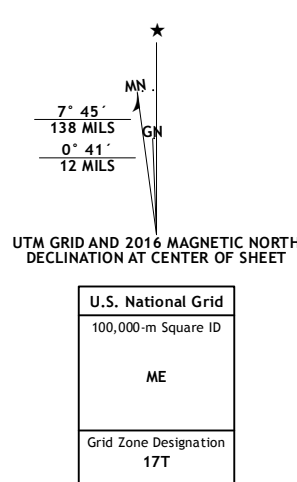 MN
7° 45´
138 MILS
GN
0° 41´
12 MILS
UTM GRID AND 2016 MAGNETIC NORTH
DECLINATION AT CENTER OF SHEET
U.S. National Grid
100,000-m Square ID
ME
Grid Zone Designation
17T